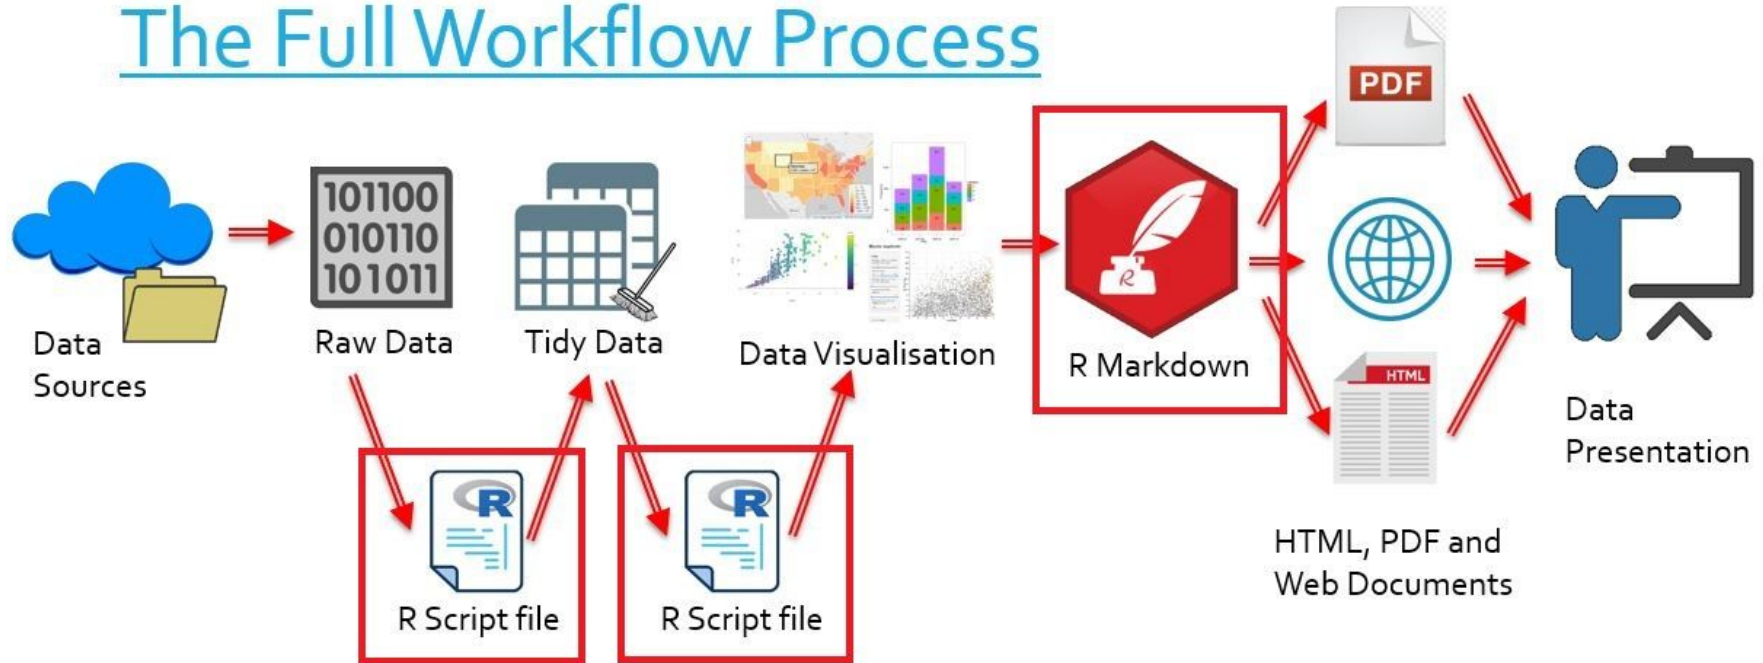 The Full Workflow Process
PDF
101100
010110
101011
R
HTML
Data
Sources
Raw Data
Tidy Data
Data Visualisation
R Markdown
Data
Presentation
R
R
HTML, PDF and
Web Documents
R Script file
R Script file